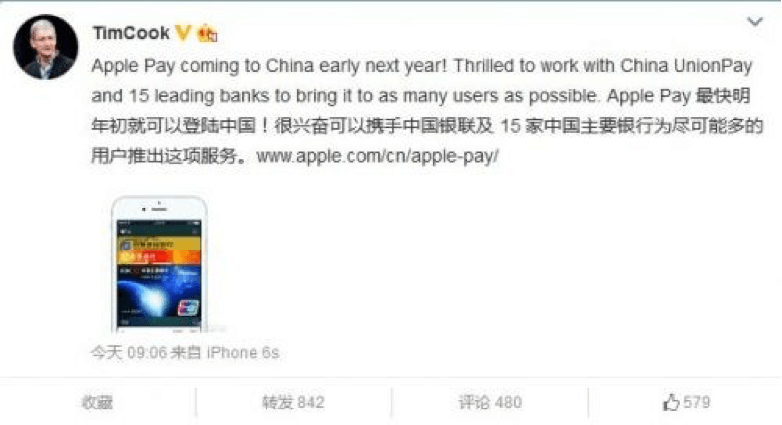 TimCook
Apple Pay coming to China early next year! Thrilled to work with China UnionPay
and 15 leading banks to bring it to as many users as possible. Apple Pay 最快明
年初就可以登陆中国！很兴奋可以携手中国银联及 15 家中国主要银行为尽可能多的
用户推出这项服务。www.apple.com/cn/apple-pay/
今天 09:06 来自 iPhone 6s
收藏 转发 842 评论 480 579